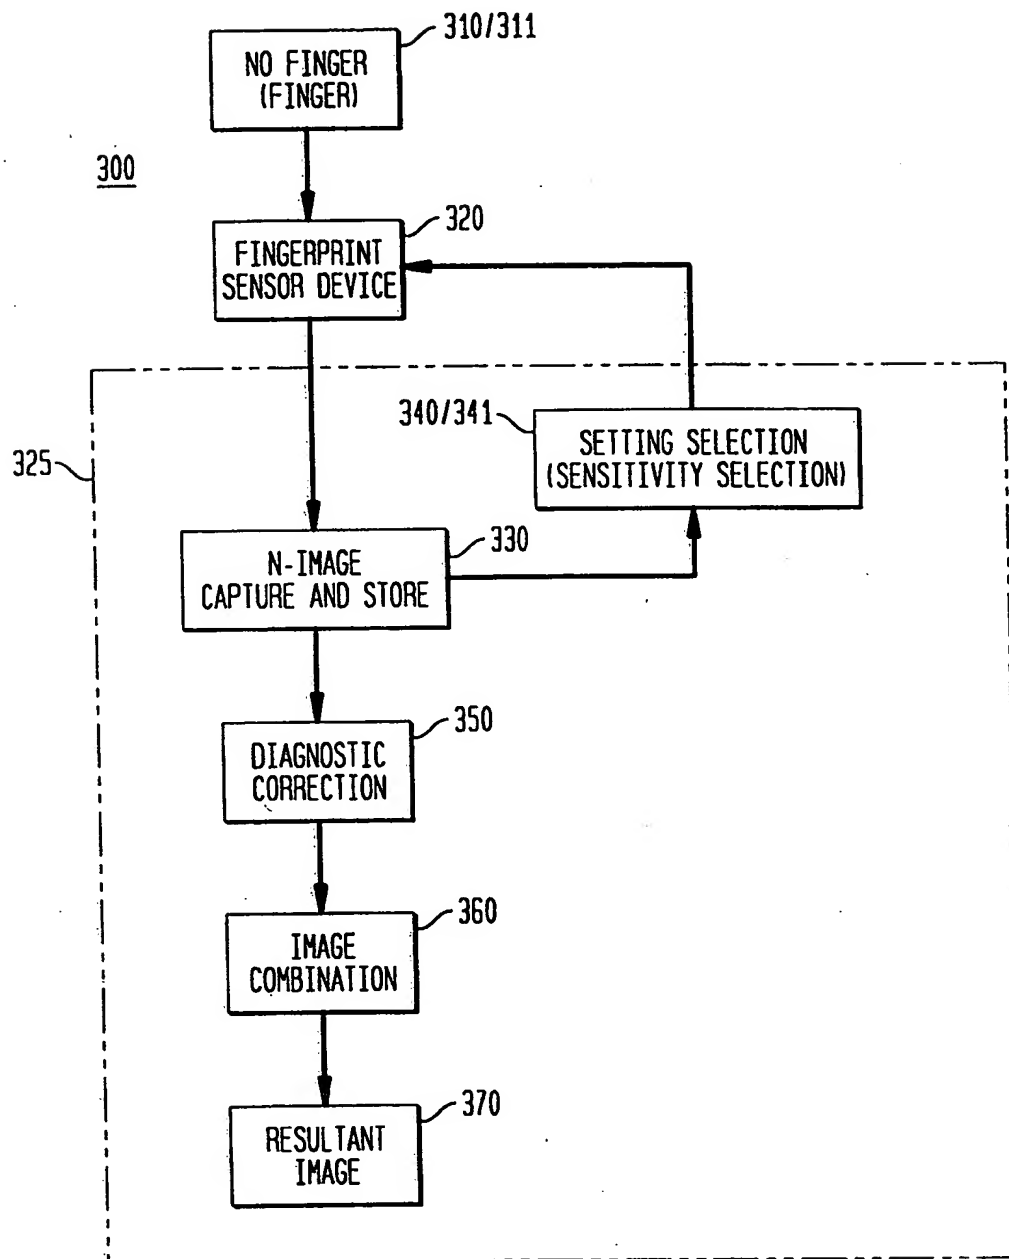 310/311
NO FINGER
(FINGER)
300
320
FINGERPRINT
SENSOR DEVICE
340/341
SETTING SELECTION
(SENSITIVITY SELECTION)
325
330
N-IMAGE
CAPTURE AND STORE
350
DIAGNOSTIC
CORRECTION
360
IMAGE
COMBINATION
370
RESULTANT
IMAGE